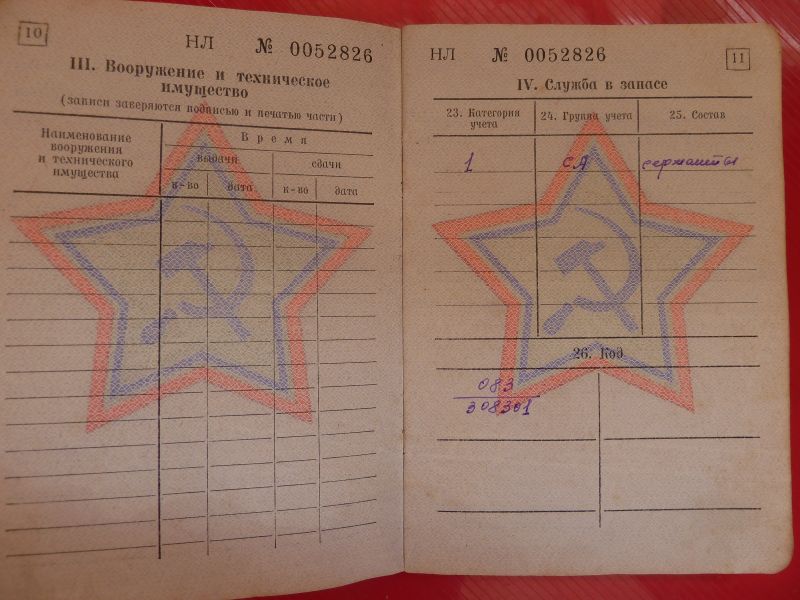 10
НЛ № 0052826
III. Вооружение и техническое
имущество
(записи заверяются подписью и печатью части)
Наименование
вооружения
и технического
имущества
Время
выдачи
сдачи
к-во
дата
к-во
дата
НЛ № 0052826
11
IV. Служба в запасе
23. Категория
учета
24. Группа учета
25. Состав
1
СА
сержанты
26. Код
083
308301